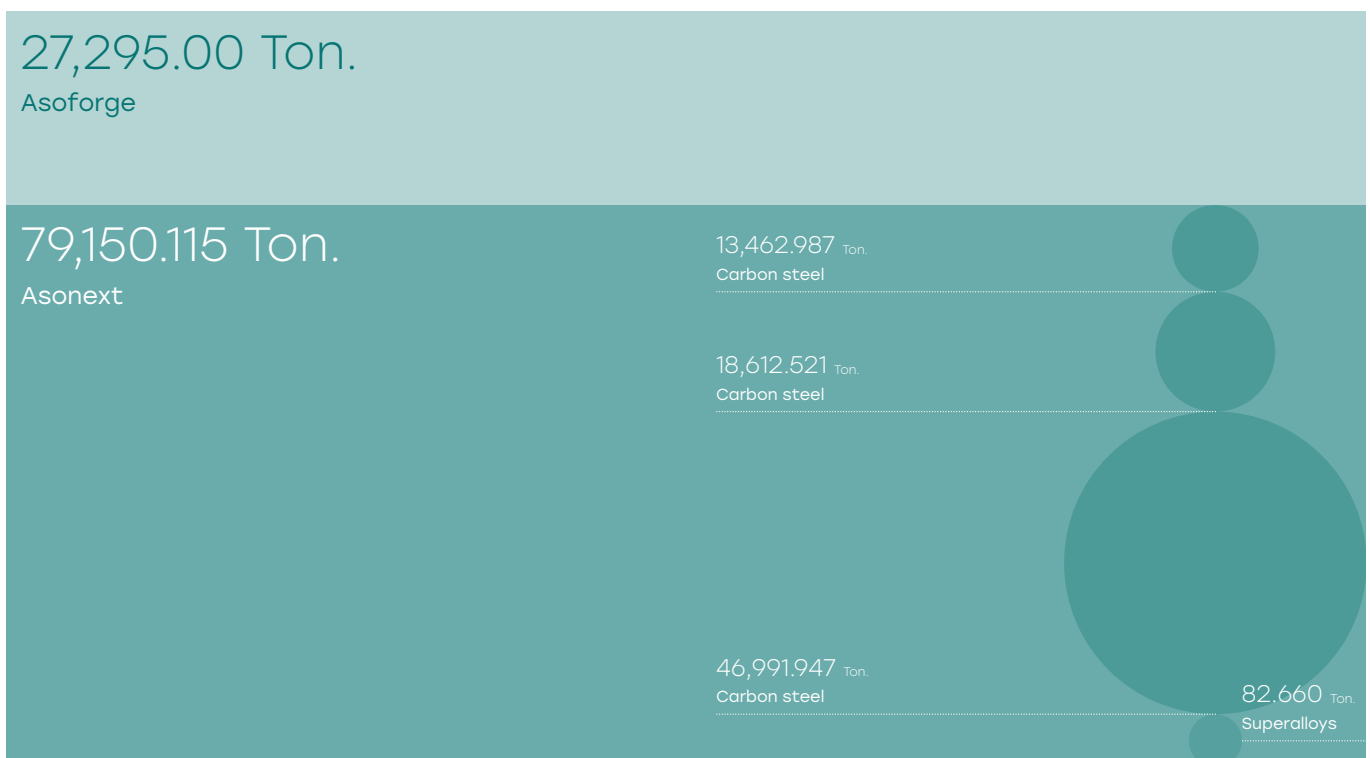 27,295.00 Ton.
Asoforge
79,150.115 Ton.
Asonext
13,462.987 Ton.
Carbon steel
18,612.521 Ton.
Carbon steel
46,991.947 Ton.
Carbon steel
82.660 Ton.
Superalloys